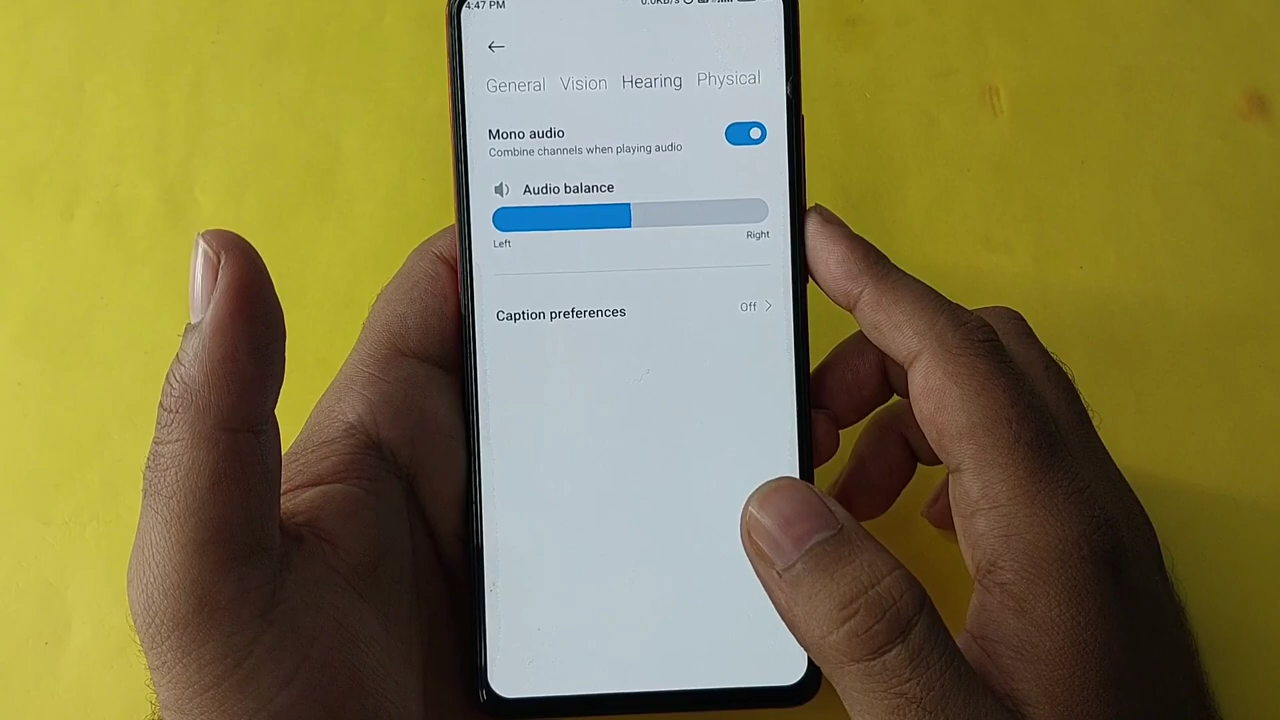 4:47 PM 0.0KB/s
General Vision Hearing Physical
Mono audio
Combine channels when playing audio
Audio balance
Left Right
Caption preferences Off